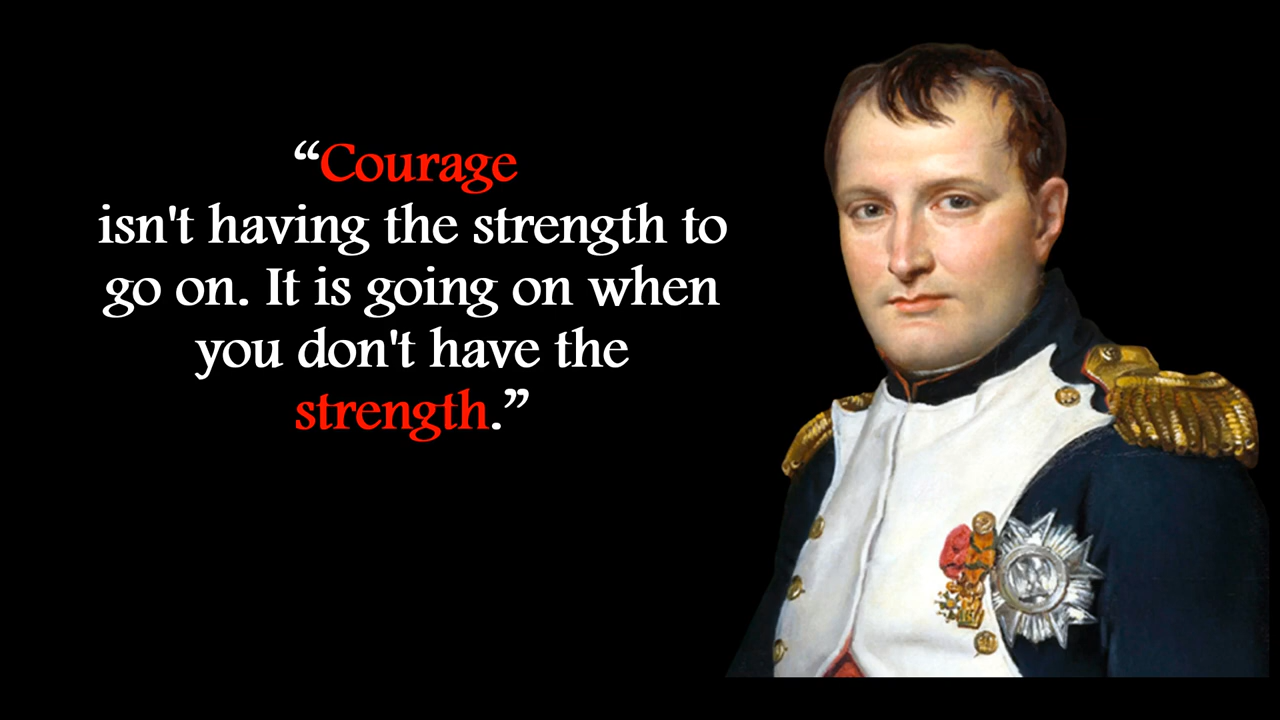 “Courage
isn't having the strength to
go on. It is going on when
you don't have the
strength.”